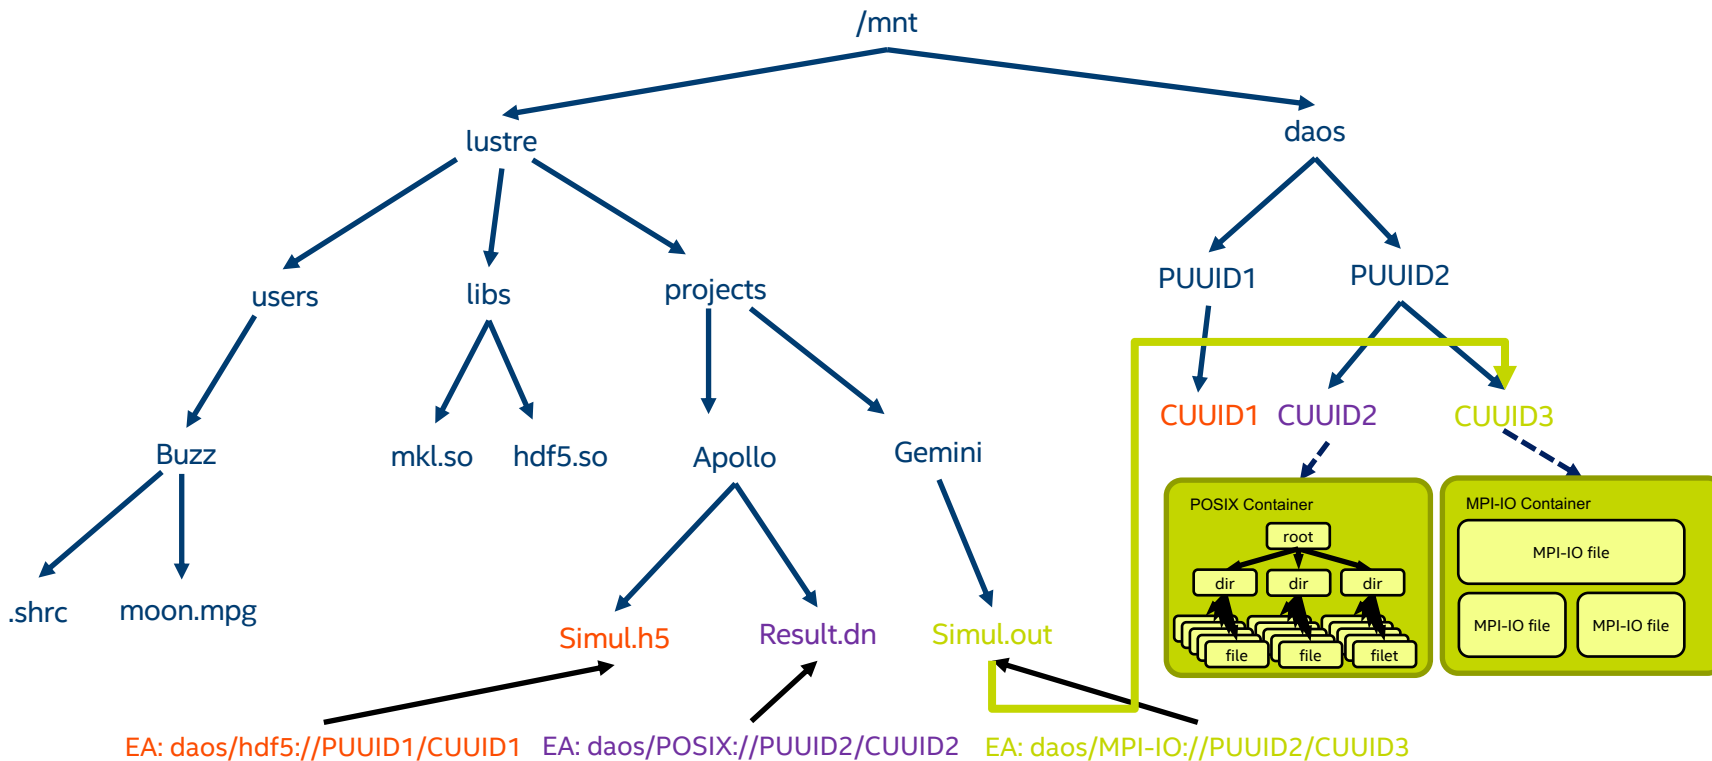 /mnt
lustre
daos
users
libs
projects
PUUID1
PUUID2
Buzz
mkl.so
hdf5.so
Apollo
Gemini
CUUID1
CUUID2
CUUID3
.shrc
moon.mpg
Simul.h5
Result.dn
Simul.out
POSIX Container
root
dir
dir
dir
file
file
filet
MPI-IO Container
MPI-IO file
MPI-IO file
MPI-IO file
EA: daos/hdf5://PUUID1/CUUID1
EA: daos/POSIX://PUUID2/CUUID2
EA: daos/MPI-IO://PUUID2/CUUID3